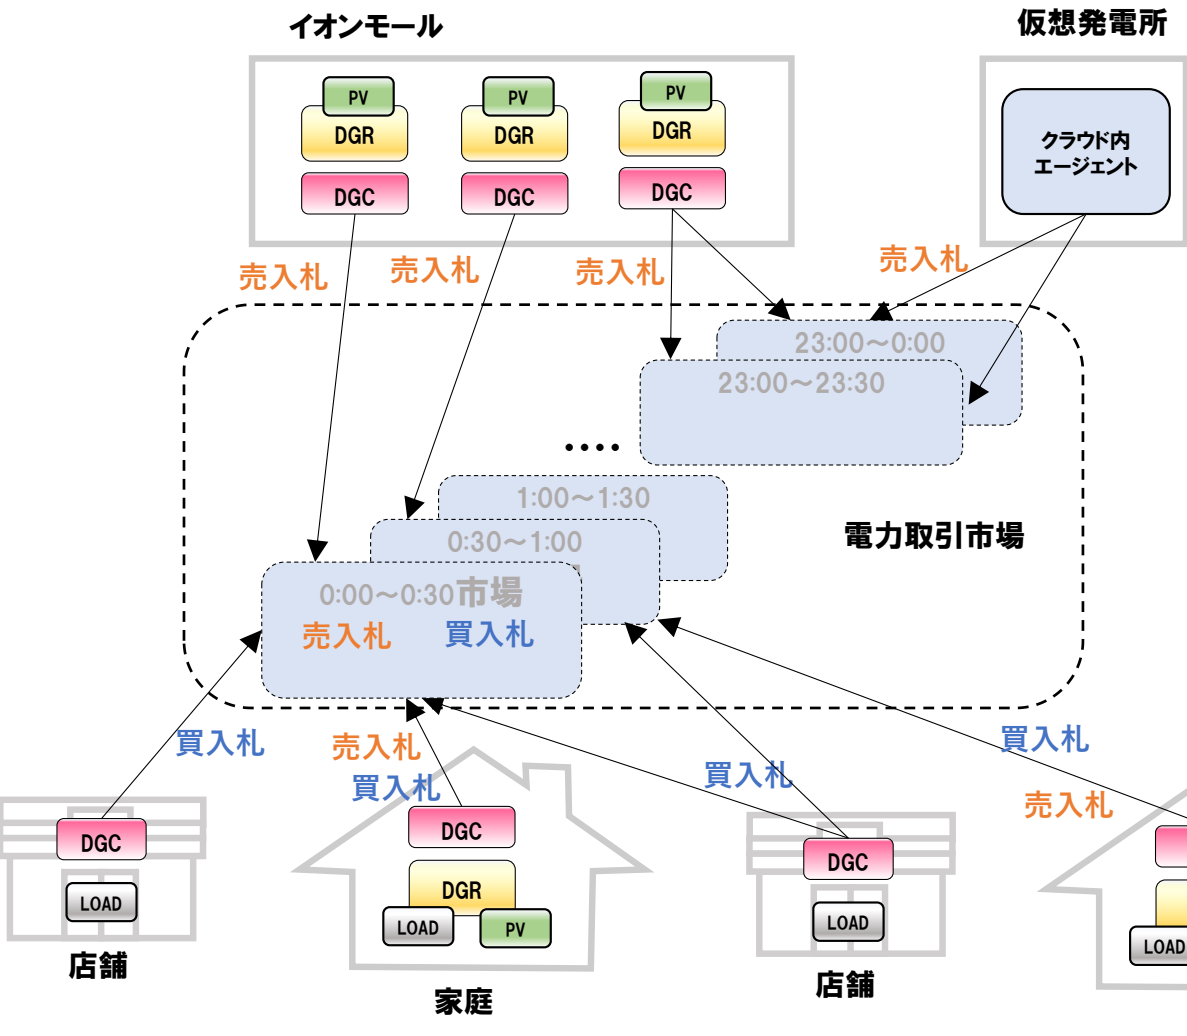 イオンモール
仮想発電所
PV
DGR
DGC
PV
DGR
DGC
PV
DGR
DGC
クラウド内
エージェント
売入札
売入札
売入札
売入札
23:00～0:00
23:00～23:30
････
1:00～1:30
0:30～1:00
0:00～0:30市場
売入札
買入札
電力取引市場
買入札
売入札
買入札
買入札
買入札
売入札
DGC
LOAD
店舗
DGC
DGR
LOAD
PV
家庭
DGC
LOAD
店舗
LOAD